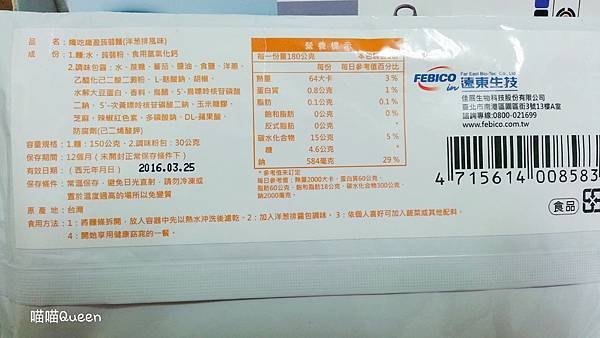 品　名：纖吃纖盈蒟蒻麵(洋蔥排風味)
成　份：1.麵:水、蒟蒻粉、食用氫氧化鈣
2.調味包醬：水、蔗糖、蕃茄、醬油、食鹽、洋蔥、
乙醯化己二酸二澱粉、L-麩酸鈉、胡椒、
水解大豆蛋白、香料、烏醋、5'-鳥嘌呤核苷磷酸
二鈉、5'-次黃嘌呤核苷磷酸二鈉、玉米糖膠、
芝麻、辣椒紅色素、多磷酸鈉、DL-蘋果酸、
防腐劑(己二烯酸鉀)
容量規格：1.麵：150公克，2.調味粉包：30公克
保存期間：12個月（未開封正常保存條件下）
有效日期：（西元年月日） 2016.03.25
保存條件：常溫保存，避免日光直射，請勿冷凍或
置於溫度過高的場所以免變質
原 產 地：台灣
食用方法：1：將麵條拆開，放入容器中先以熱水沖洗後濾乾。2：加入洋蔥排醬包調味。3：依個人喜好可加入蔬菜或其他配料。
4：開始享用健康窈窕的一餐。
營養標示
每一份量180公克
每份　每日參考值百分比
熱量　64大卡　3%
蛋白質　0.8公克　1%
脂肪　0.1公克　0%
飽和脂肪　0公克　0%
反式脂肪　0公克　*
碳水化合物　15公克　5%
糖　4.6公克　*
鈉　584毫克　29%
*參考值未訂定
每日參考值：熱量2000大卡、蛋白質60公克、
脂肪60公克、飽和脂肪18公克、碳水化合物300公克、
鈉2000毫克。
FEBICO
in
Far East Bio-Tec Co., Ltd
遠東生技
佳展生物科技股份有限公司
臺北市南港區園區街3號13樓A室
諮詢專線:0800-021699
www.febico.com.tw
4 715614 008583
食品
喵喵Queen